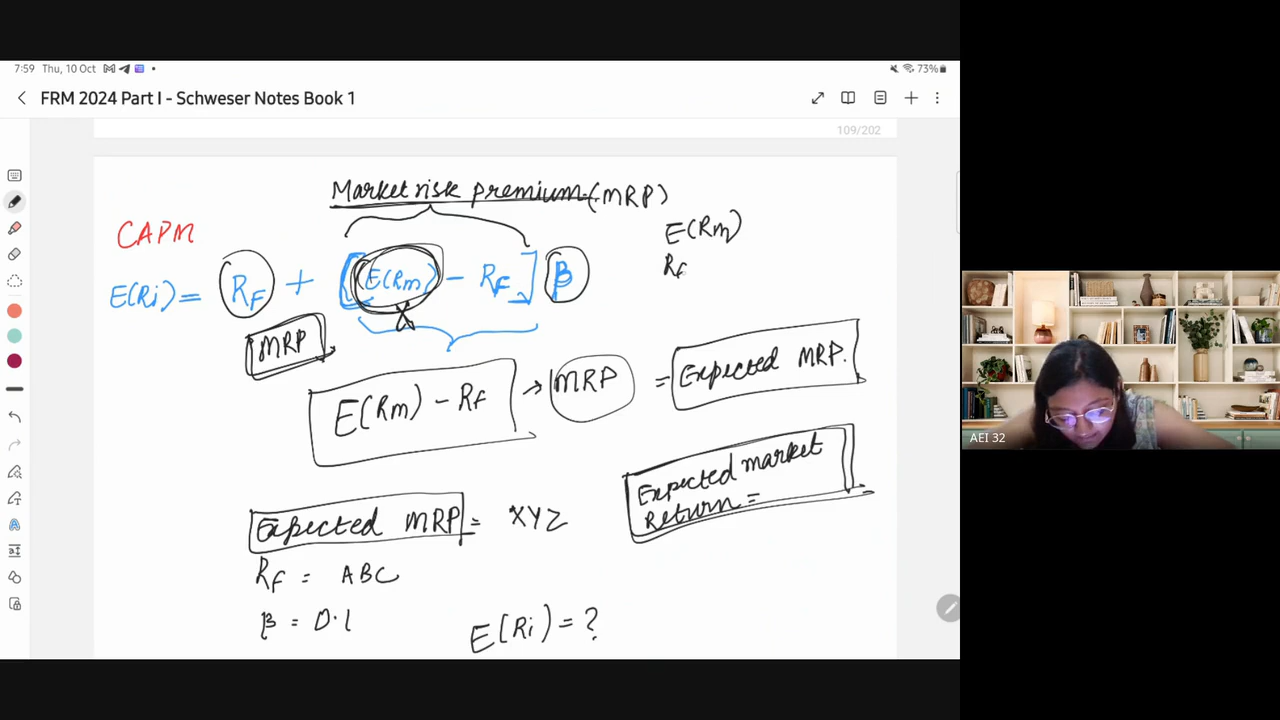 7:59 Thu, 10 Oct
73%
FRM 2024 Part I - Schweser Notes Book 1
109/202
Market risk premium (MRP)
CAPM
E(Ri) = RF + [E(Rm) - RF] β
E(Rm)
RF
MRP
E(Rm) - RF → MRP = Expected MRP.
Expected market
Return =
Expected MRP = XYZ
RF = ABC
β = 0.1
E(Ri) = ?
AEI 32